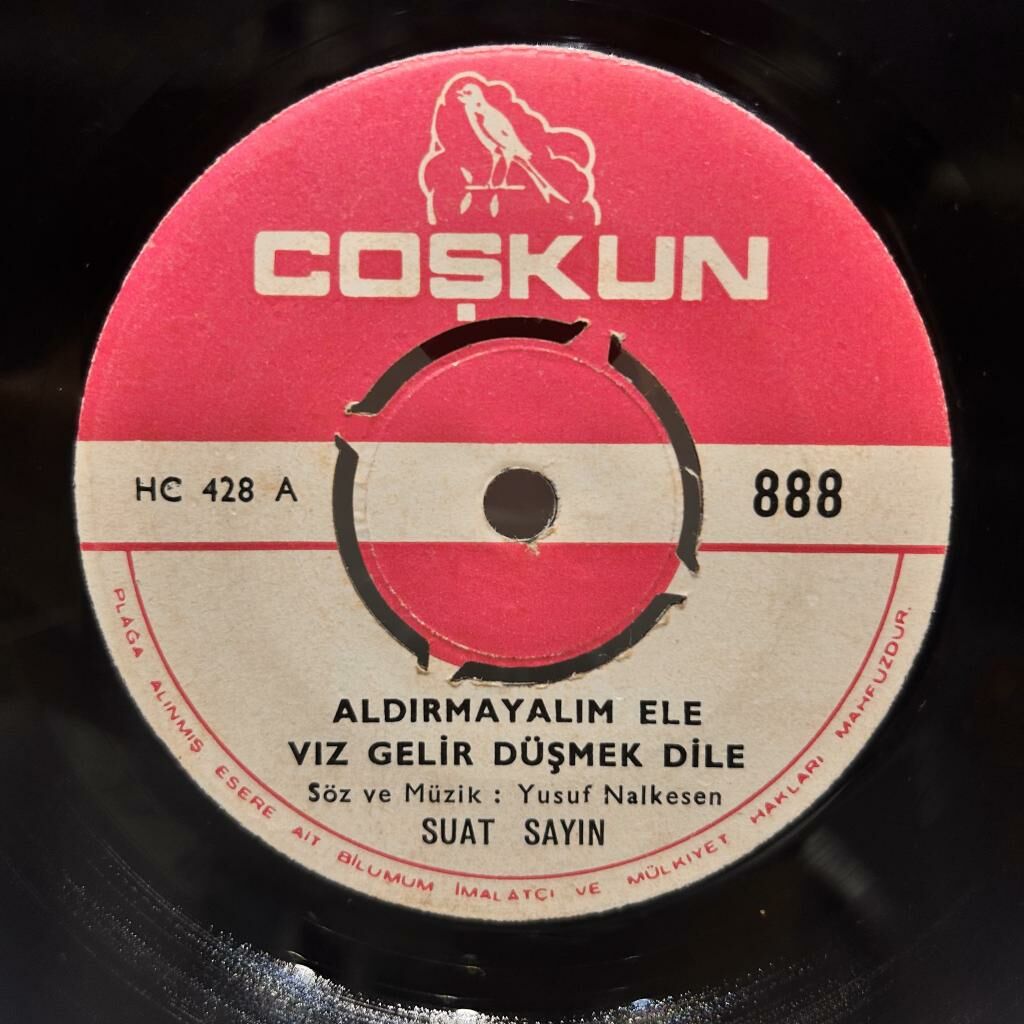 COŞKUN
HC 428 A
888
ALDIRMAYALIM ELE
VIZ GELİR DÜŞMEK DİLE
Söz ve Müzik : Yusuf Nalkesen
SUAT SAYIN
PLAĞA ALINMIŞ ESERE AİT BİLUMUM İMALATÇI VE MÜLKİYET HAKLARI MAHFUZDUR.